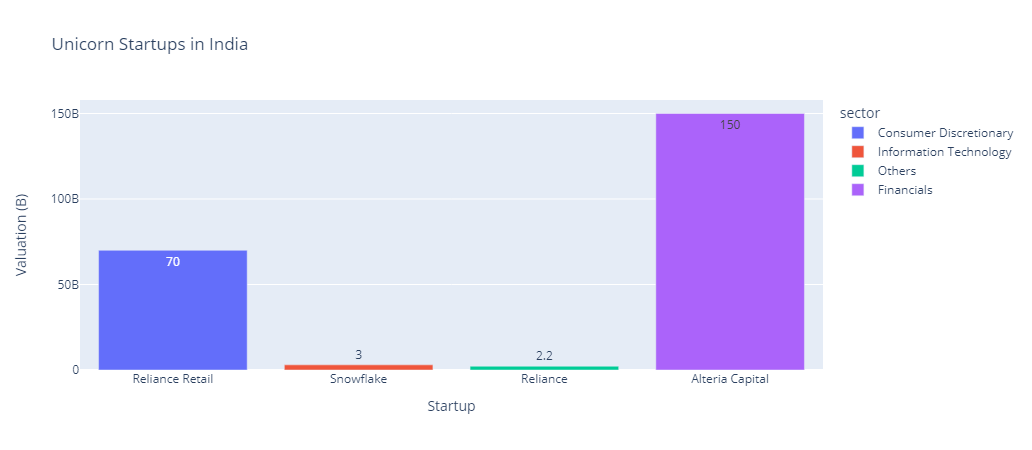 Unicorn Startups in India
Valuation (B)
150B
100B
50B
0
70
3
2.2
150
Reliance Retail
Snowflake
Reliance
Alteria Capital
Startup
sector
Consumer Discretionary
Information Technology
Others
Financials